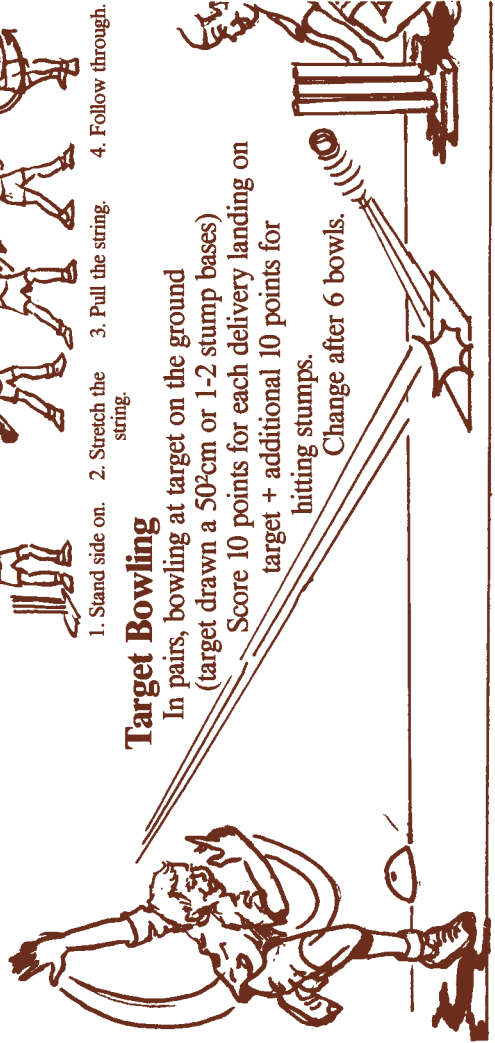 1. Stand side on.
2. Stretch the
string.
3. Pull the string.
4. Follow through.
Target Bowling
In pairs, bowling at target on the ground
(target drawn a 50²cm or 1-2 stump bases)
Score 10 points for each delivery landing on
target + additional 10 points for
hitting stumps.
Change after 6 bowls.